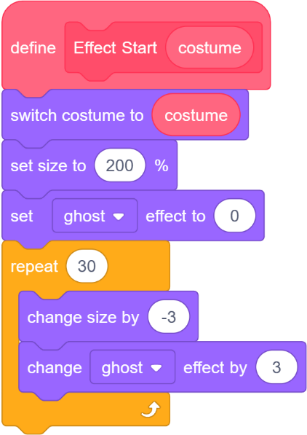 define Effect Start costume
switch costume to costume
set size to 200 %
set ghost effect to 0
repeat 30
change size by -3
change ghost effect by 3